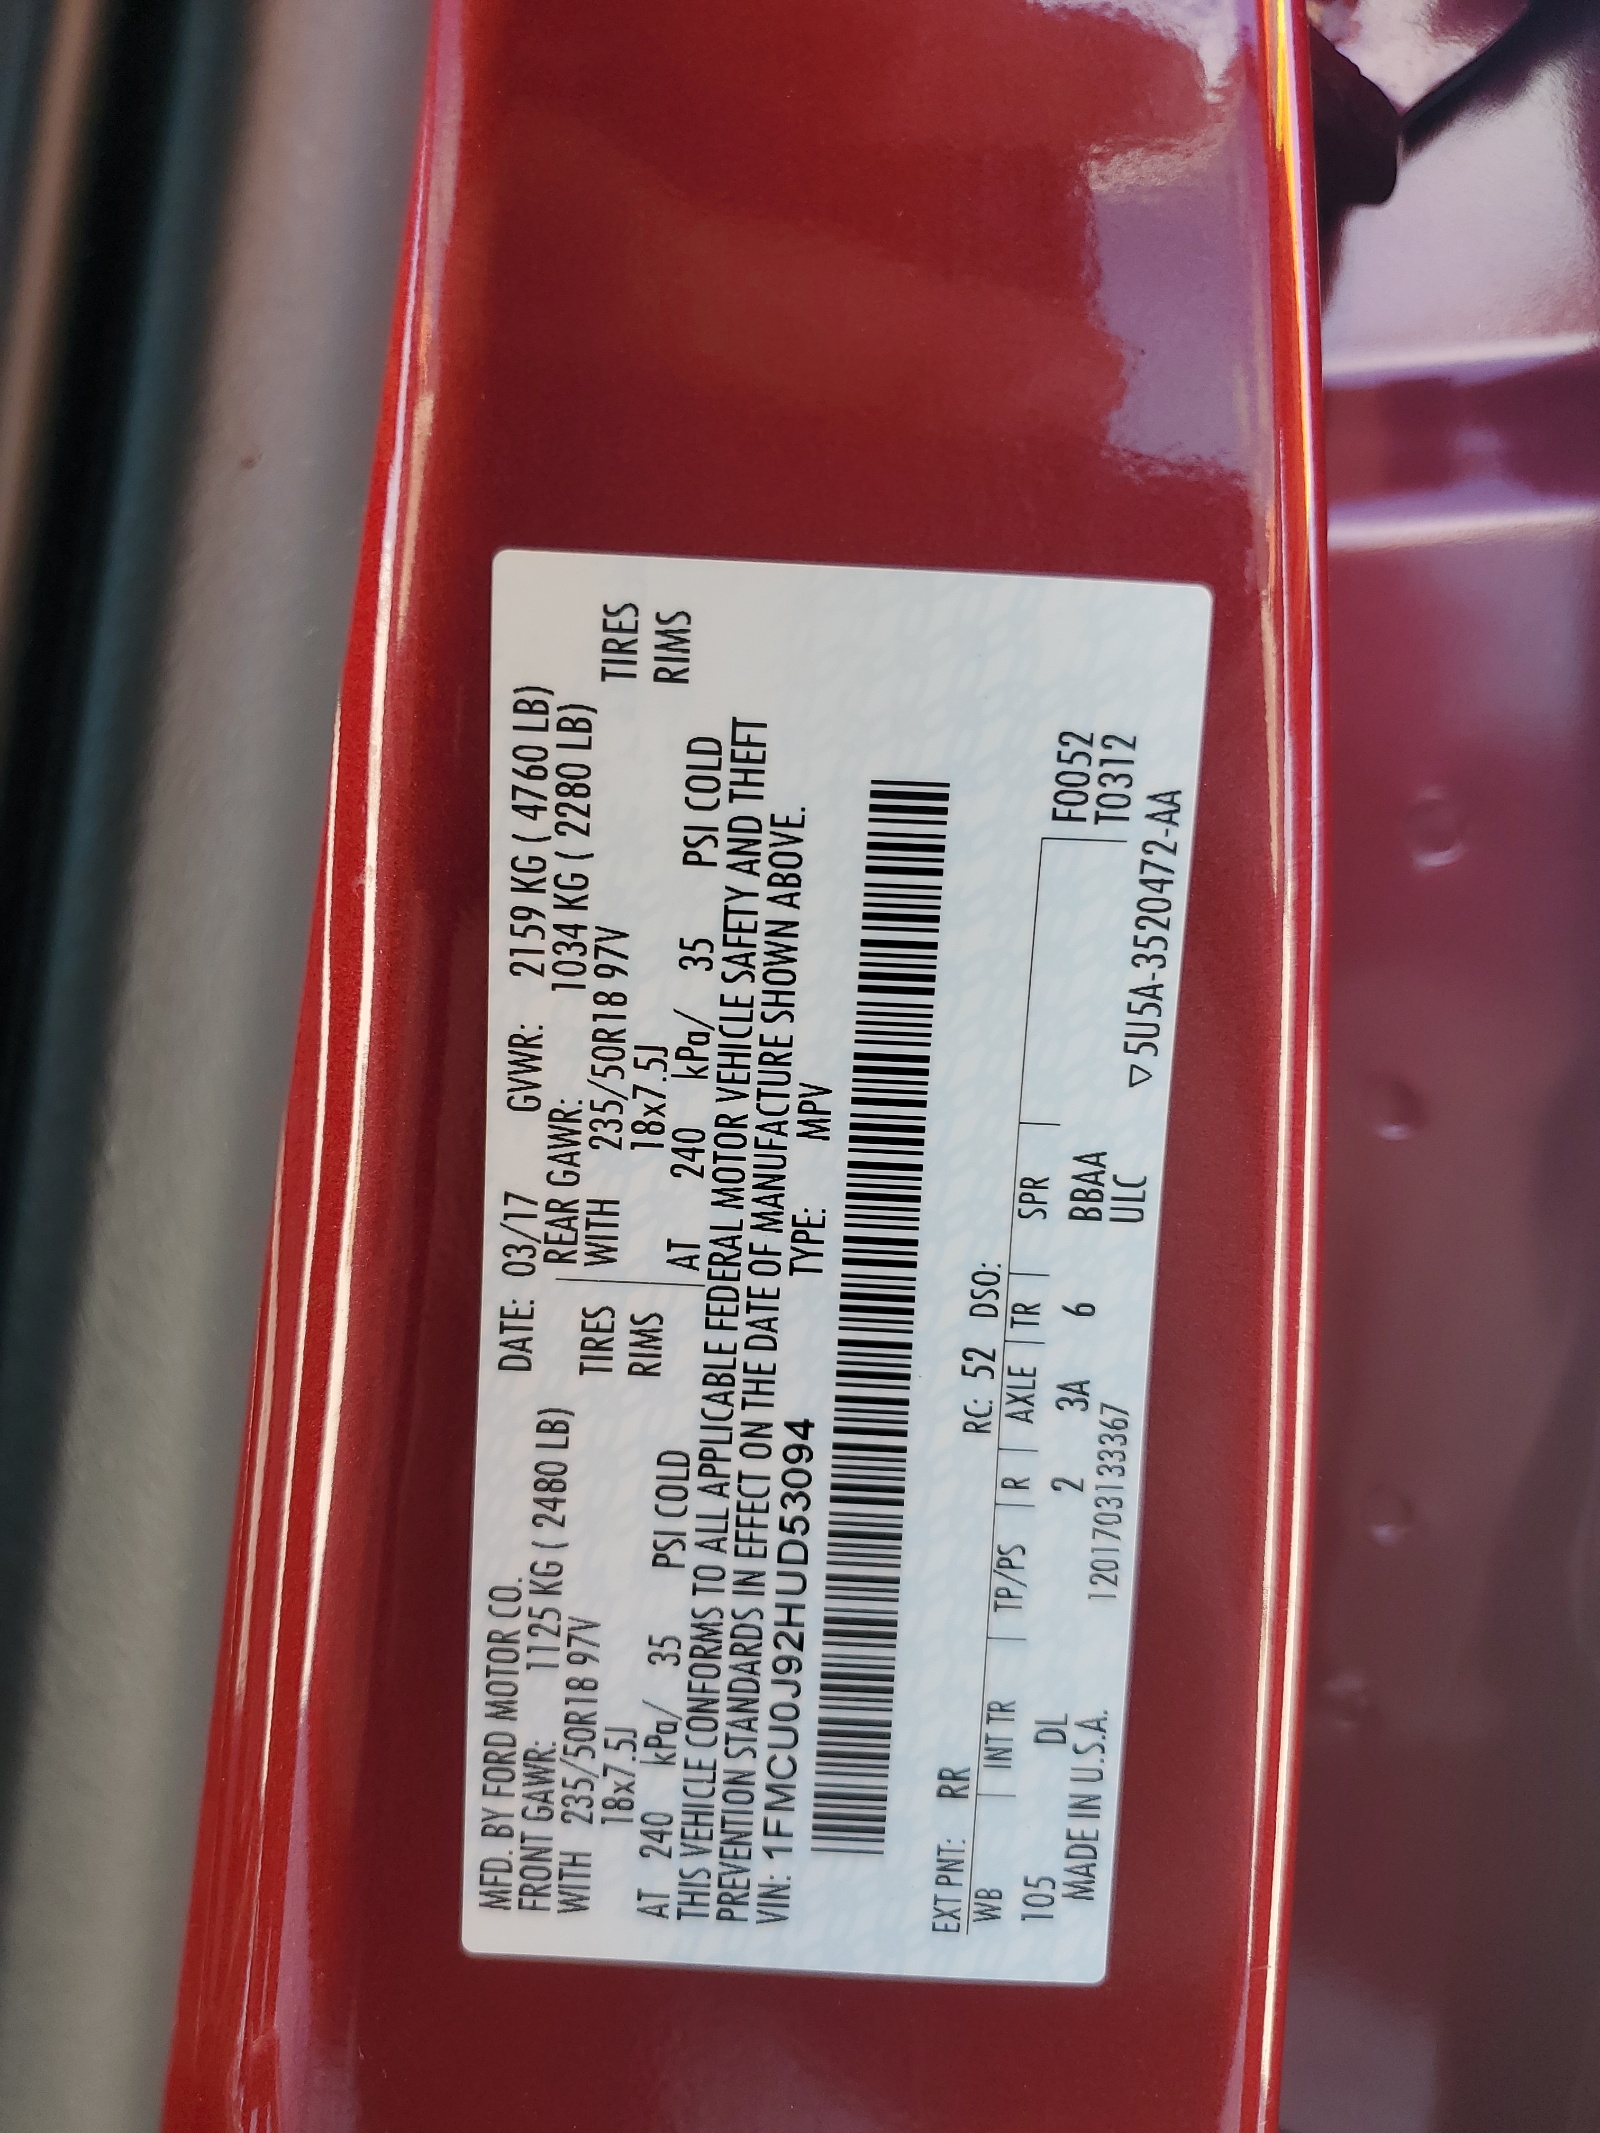 MFD. BY FORD MOTOR CO. DATE: 03/17 GVWR: 2159 KG ( 4760 LB)
FRONT GAWR: 1125 KG ( 2480 LB) REAR GAWR: 1034 KG ( 2280 LB)
WITH 235/50R18 97V TIRES WITH 235/50R18 97V TIRES
18x7.5J RIMS 18x7.5J RIMS
AT 240 kPa/ 35 PSI COLD AT 240 kPa/ 35 PSI COLD
THIS VEHICLE CONFORMS TO ALL APPLICABLE FEDERAL MOTOR VEHICLE SAFETY AND THEFT
PREVENTION STANDARDS IN EFFECT ON THE DATE OF MANUFACTURE SHOWN ABOVE.
VIN: 1FMCU0J92HUD53094 TYPE: MPV
EXT PNT: RR RC: 52 DSO:
WB | INT TR | TP/PS | R | AXLE | TR | SPR
F0052
105 DL 2 3A 6 BBAA T0312
MADE IN U.S.A. 120170313​3367 ULC
▽5U5A-3520472-AA